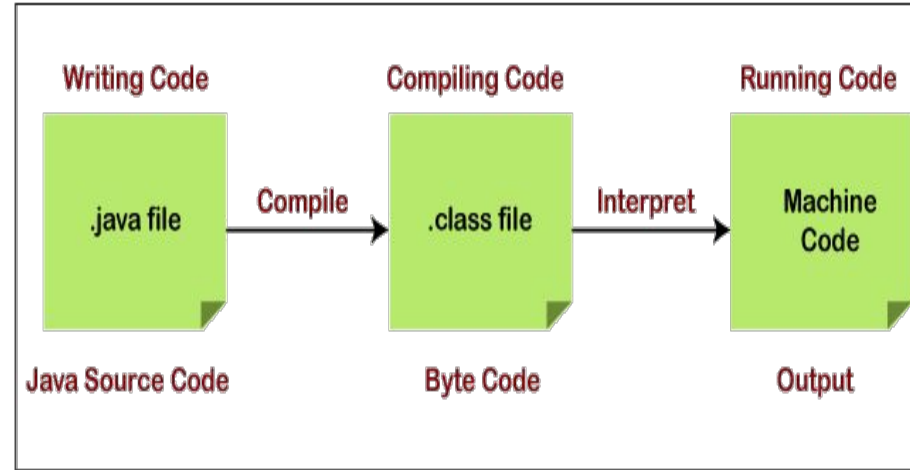 Writing Code
Compiling Code
Running Code
.java file
Compile
.class file
Interpret
Machine
Code
Java Source Code
Byte Code
Output